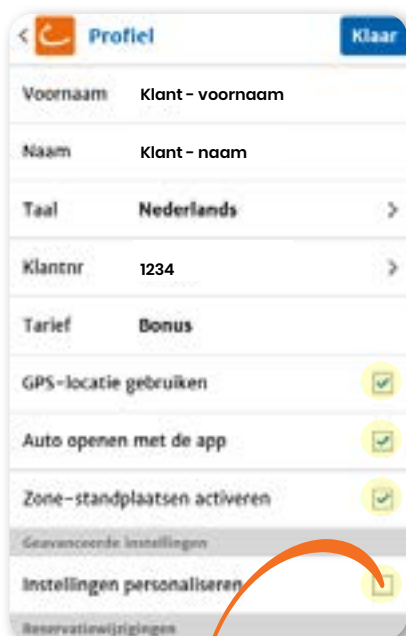 Profiel Klaar
Voornaam Klant - voornaam
Naam Klant - naam
Taal Nederlands
Klantnr 1234
Tarief Bonus
GPS-locatie gebruiken
Auto openen met de app
Zone-standplaatsen activeren
Geavanceerde instellingen
Instellingen personaliseren
Reservatiewijzigingen